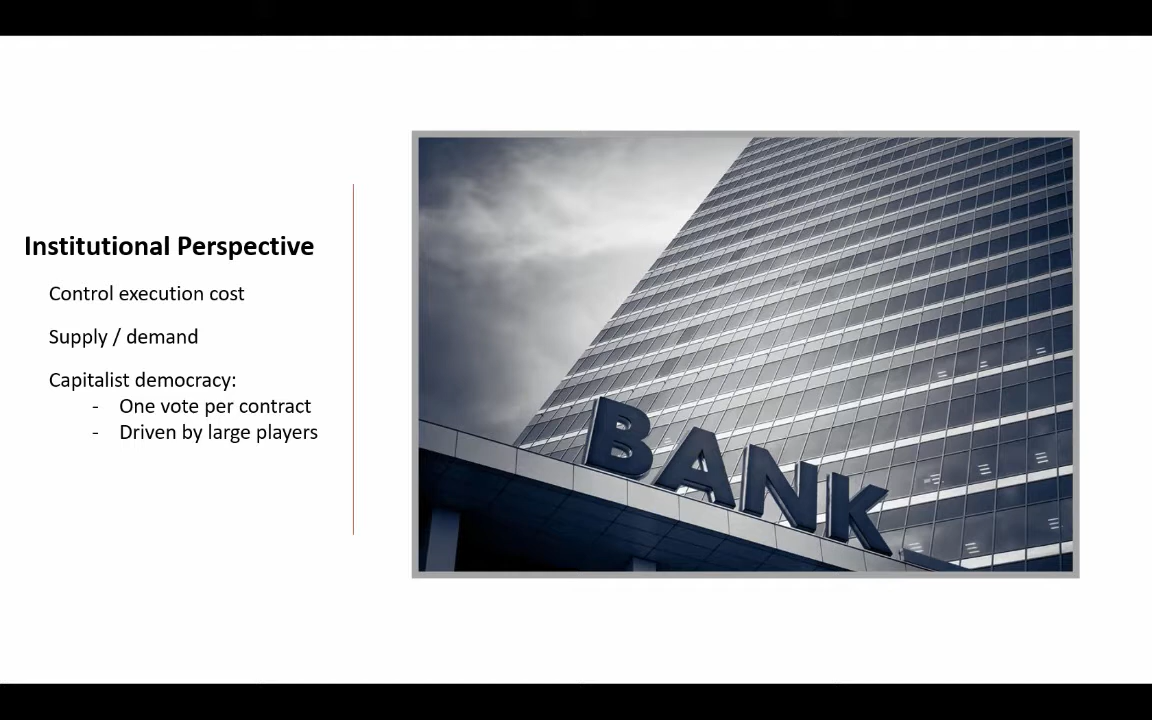 Institutional Perspective
Control execution cost
Supply / demand
Capitalist democracy:
- One vote per contract
- Driven by large players
BANK